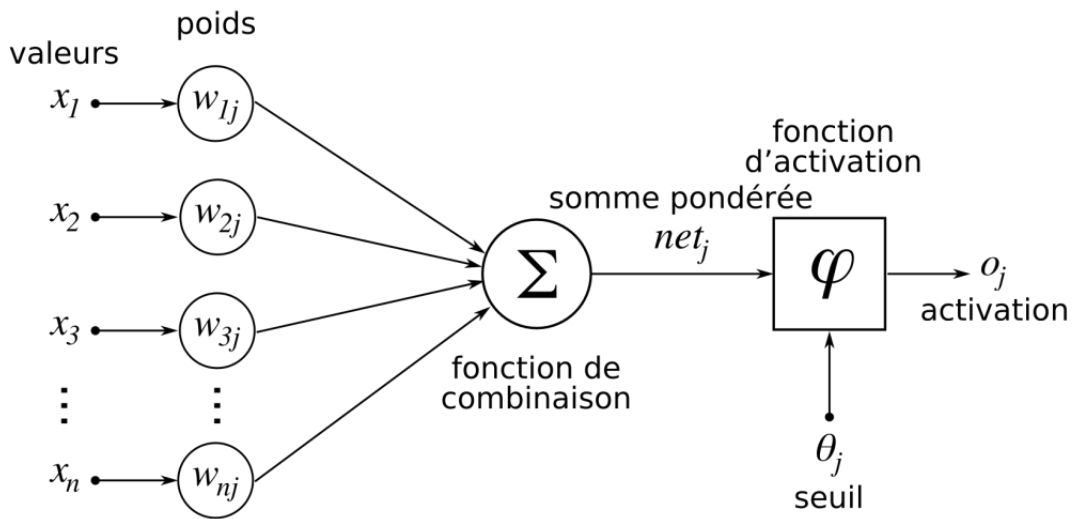 poids
valeurs
x1
w1j
x2
w2j
x3
w3j
⋮
⋮
xn
wnj
Σ
fonction de
combinaison
somme pondérée
netj
fonction
d’activation
φ
oj
activation
θj
seuil